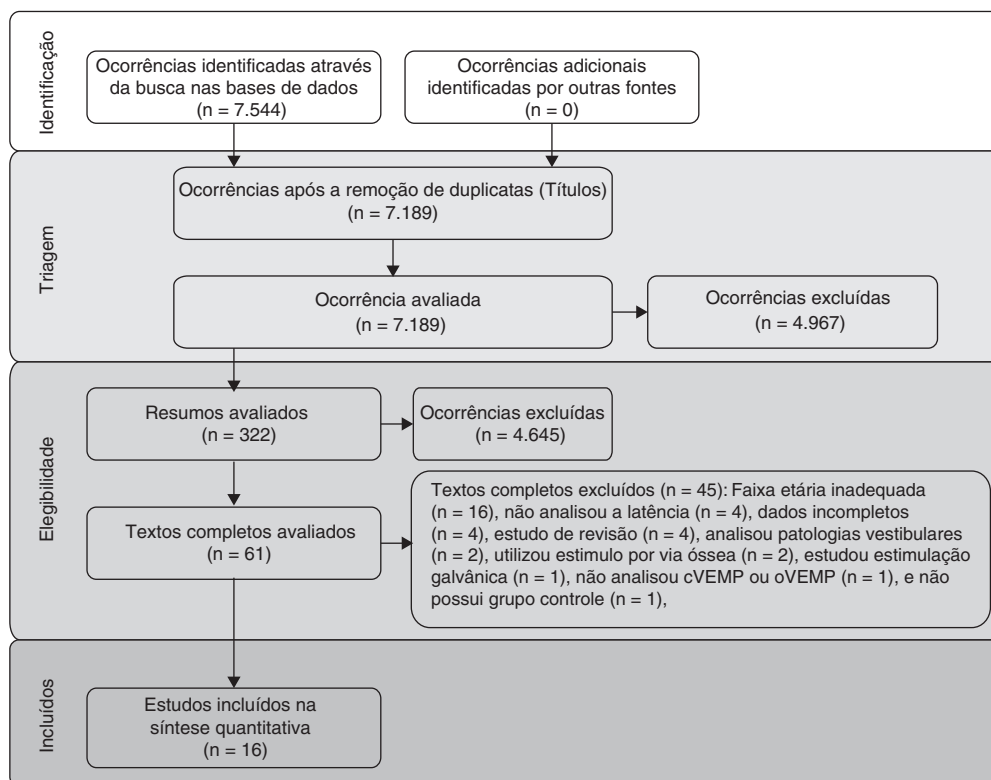 Identificação
Ocorrências identificadas através
da busca nas bases de dados
(n = 7.544)
Ocorrências adicionais
identificadas por outras fontes
(n = 0)
Triagem
Ocorrências após a remoção de duplicatas (Títulos)
(n = 7.189)
Ocorrência avaliada
(n = 7.189)
Ocorrências excluídas
(n = 4.967)
Elegibilidade
Resumos avaliados
(n = 322)
Ocorrências excluídas
(n = 4.645)
Textos completos avaliados
(n = 61)
Textos completos excluídos (n = 45): Faixa etária inadequada
(n = 16), não analisou a latência (n = 4), dados incompletos
(n = 4), estudo de revisão (n = 4), analisou patologias vestibulares
(n = 2), utilizou estimulo por via óssea (n = 2), estudou estimulação
galvânica (n = 1), não analisou cVEMP ou oVEMP (n = 1), e não
possui grupo controle (n = 1),
Incluídos
Estudos incluídos na
síntese quantitativa
(n = 16)